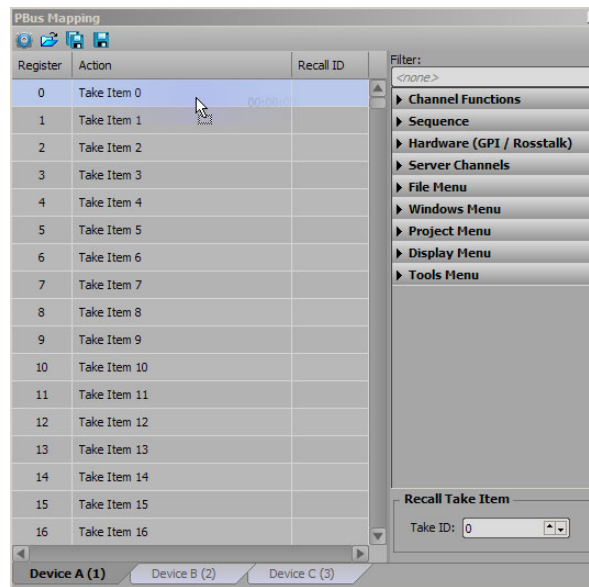 PBus Mapping
Register Action Recall ID
0 Take Item 0
1 Take Item 1
2 Take Item 2
3 Take Item 3
4 Take Item 4
5 Take Item 5
6 Take Item 6
7 Take Item 7
8 Take Item 8
9 Take Item 9
10 Take Item 10
11 Take Item 11
12 Take Item 12
13 Take Item 13
14 Take Item 14
15 Take Item 15
16 Take Item 16
Device A (1) Device B (2) Device C (3)
Filter:
<none>
Channel Functions
Sequence
Hardware (GPI / Rosstalk)
Server Channels
File Menu
Windows Menu
Project Menu
Display Menu
Tools Menu
Recall Take Item
Take ID: 0